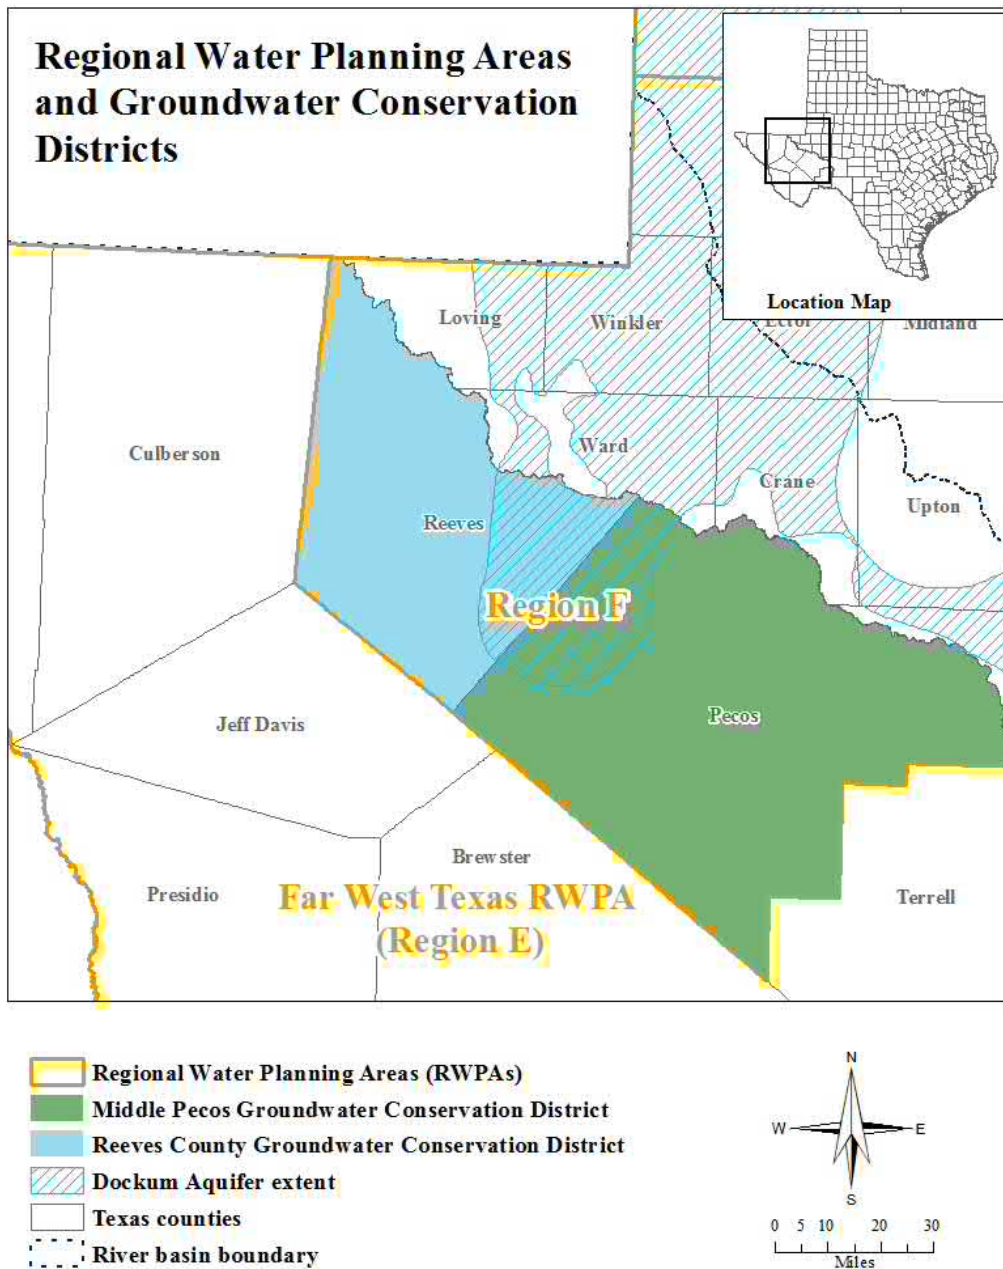 Regional Water Planning Areas
and Groundwater Conservation
Districts
Location Map
Loving
Winkler
Ector
Midland
Culberson
Ward
Crane
Upton
Reeves
Region F
Pecos
Jeff Davis
Brewster
Presidio
Far West Texas RWPA
(Region E)
Terrell
Regional Water Planning Areas (RWPAs)
Middle Pecos Groundwater Conservation District
Reeves County Groundwater Conservation District
Dockum Aquifer extent
Texas counties
River basin boundary
N
W E
S
0 5 10 20 30
Miles